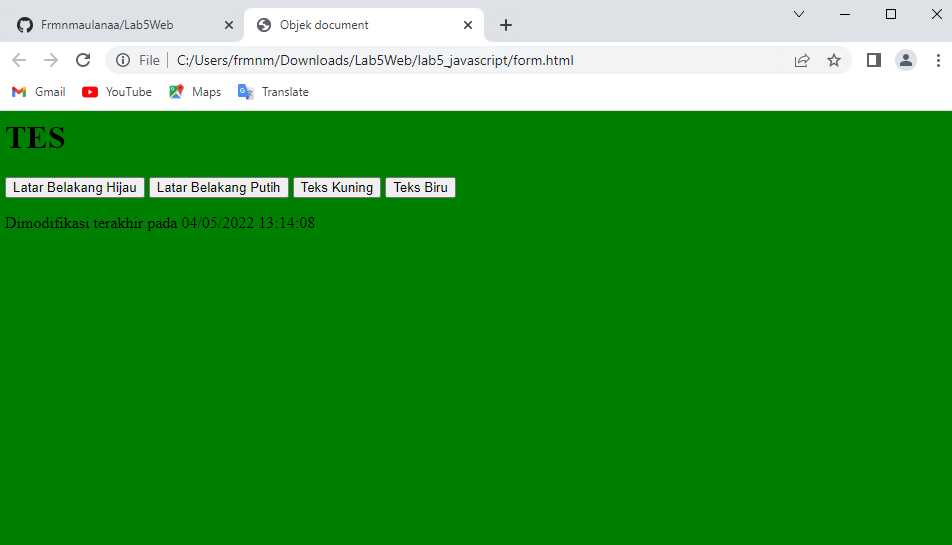 Frmnmaulanaa/Lab5Web
Objek document
File
C:/Users/frmnm/Downloads/Lab5Web/lab5_javascript/form.html
Gmail YouTube Maps Translate
TES
Latar Belakang Hijau Latar Belakang Putih Teks Kuning Teks Biru
Dimodifikasi terakhir pada 04/05/2022 13:14:08